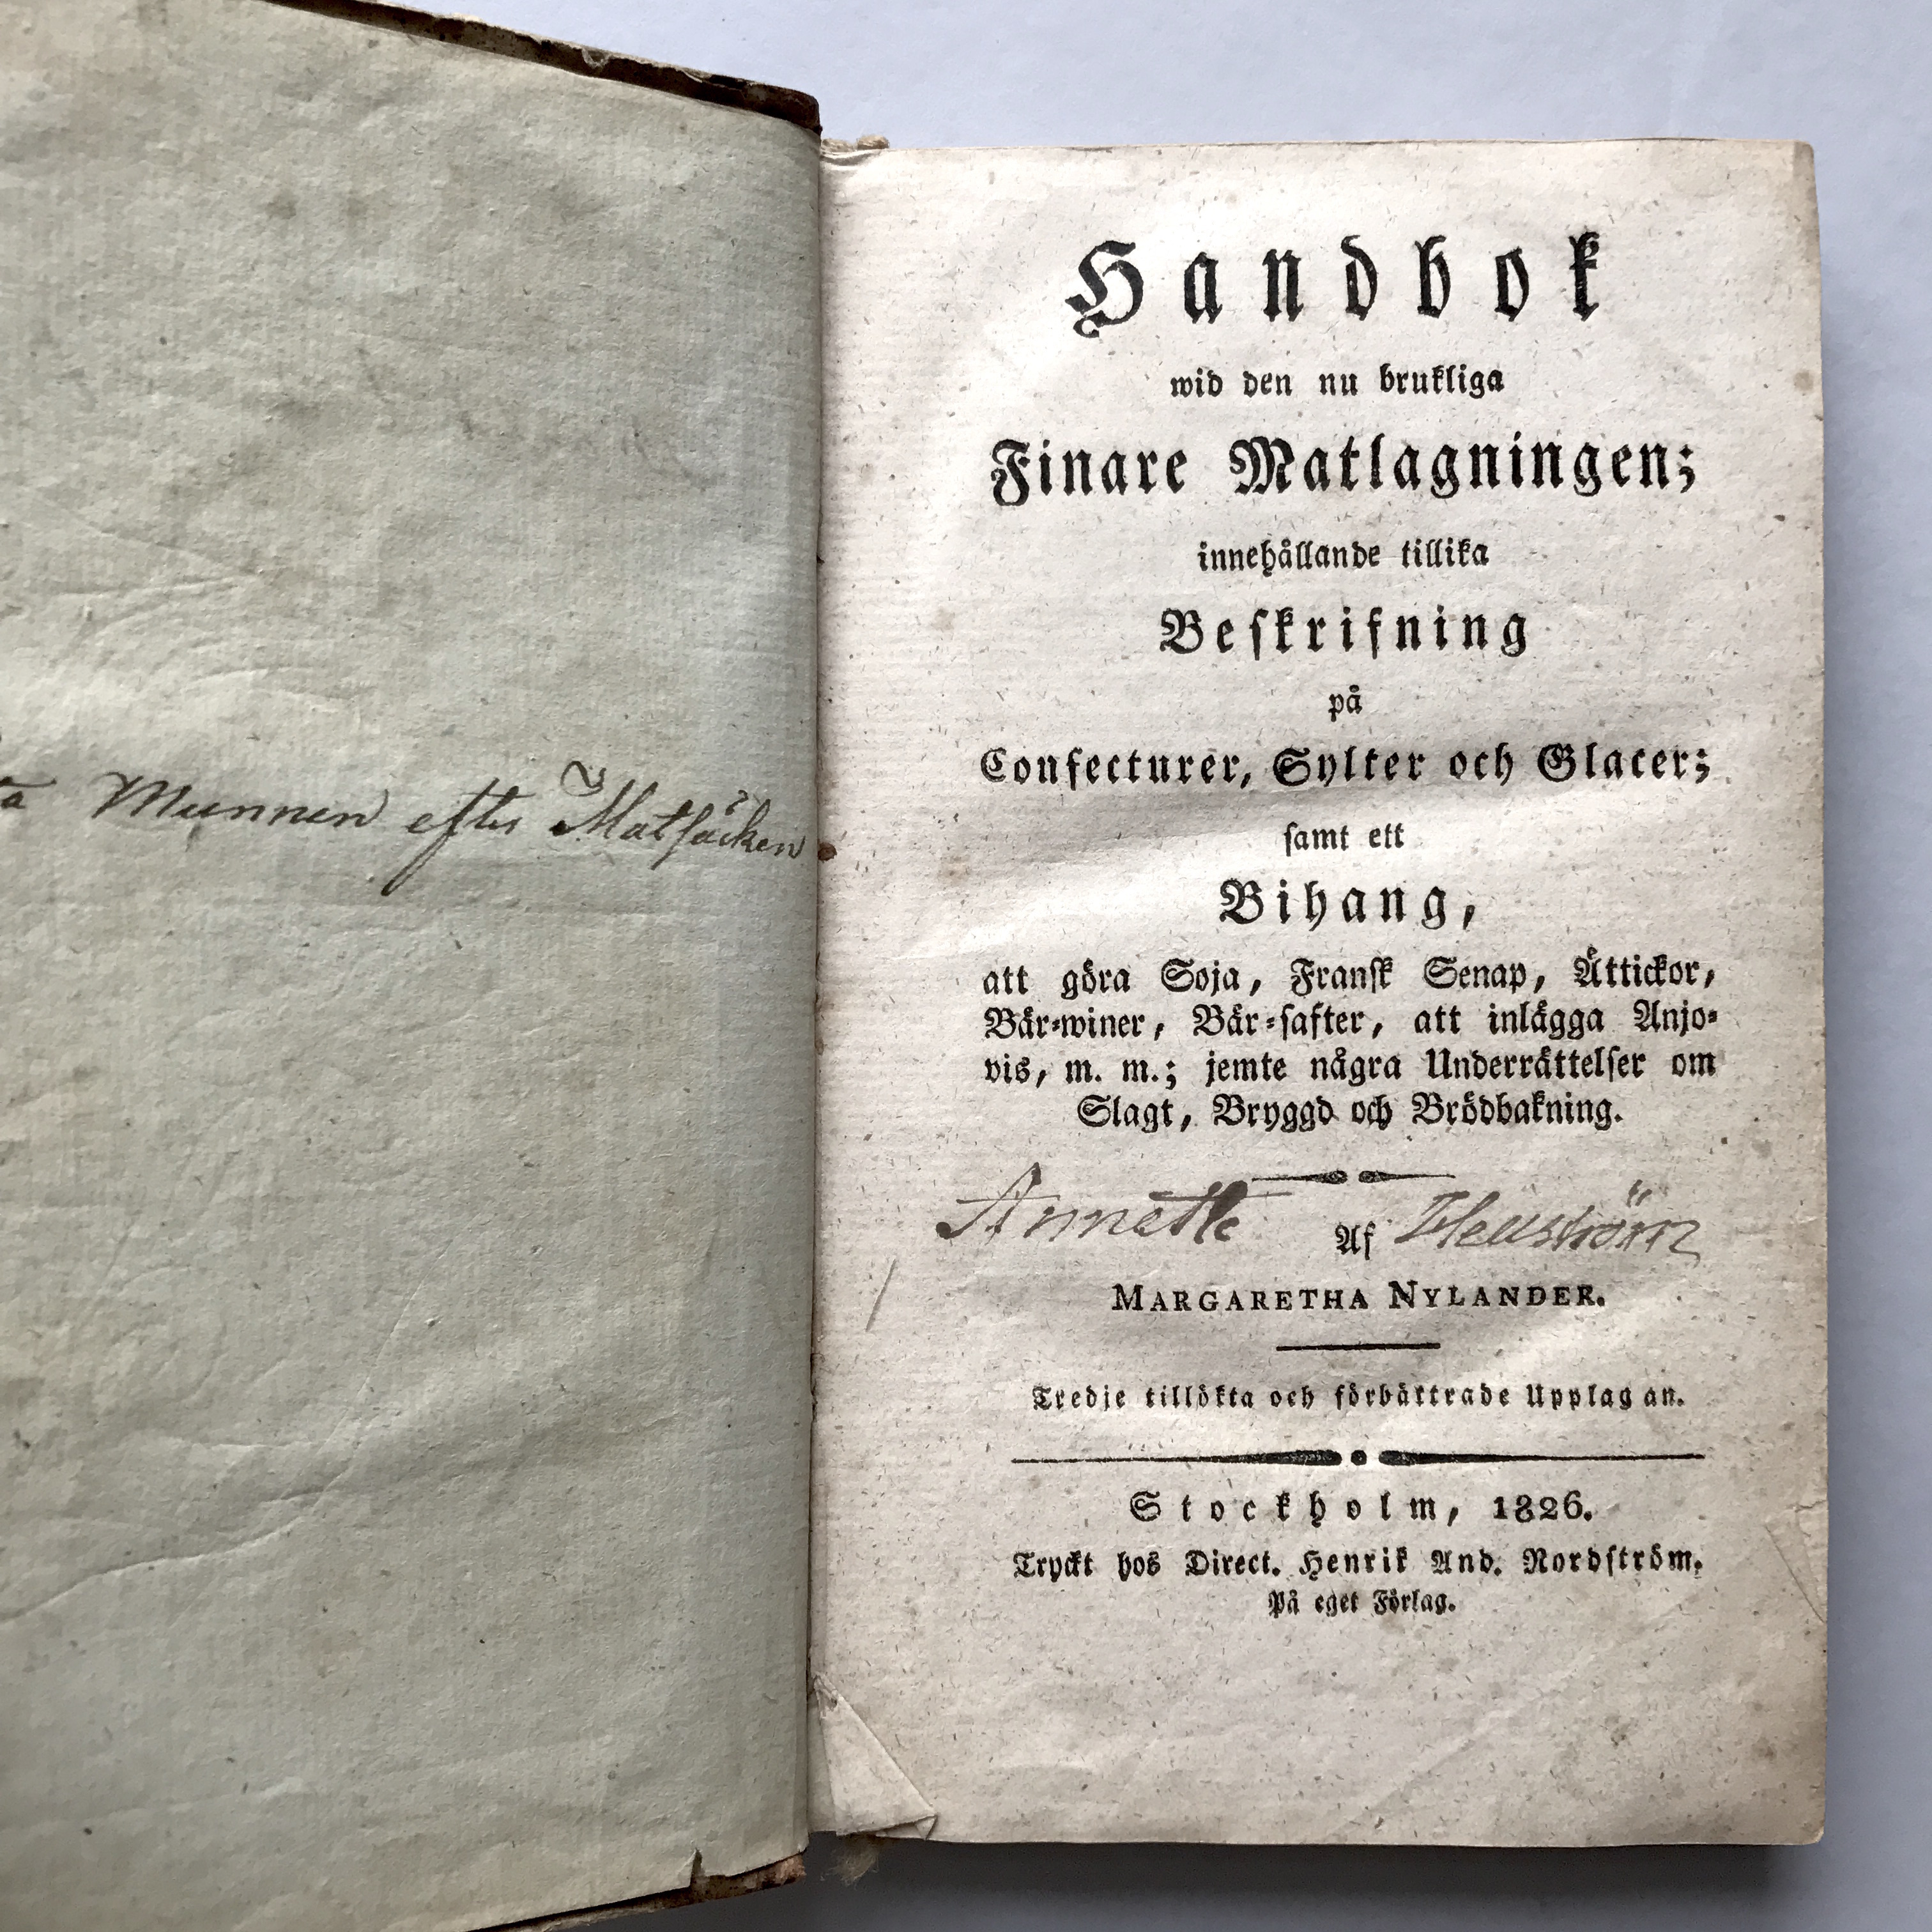 ta Munnen efter Matsäcken
Handbok
wid den nu brukliga
Finare Matlagningen;
innehållande tillika
Beskrifning
på
Confecturer, Sylter och Glacer;
samt ett
Bihang,
att göra Soja, Fransk Senap, Ättickor,
Bär-winer, Bär-safter, att inlägga Anjo-
vis, m. m.; jemte några Underrättelser om
Slagt, Bryggd och Brödbakning.
Annette Hellström
Af
MARGARETHA NYLANDER.
Tredje tillökta och förbättrade Upplagan.
Stockholm, 1826.
Tryckt hos Direct. Henrik And. Nordström,
På eget Förlag.